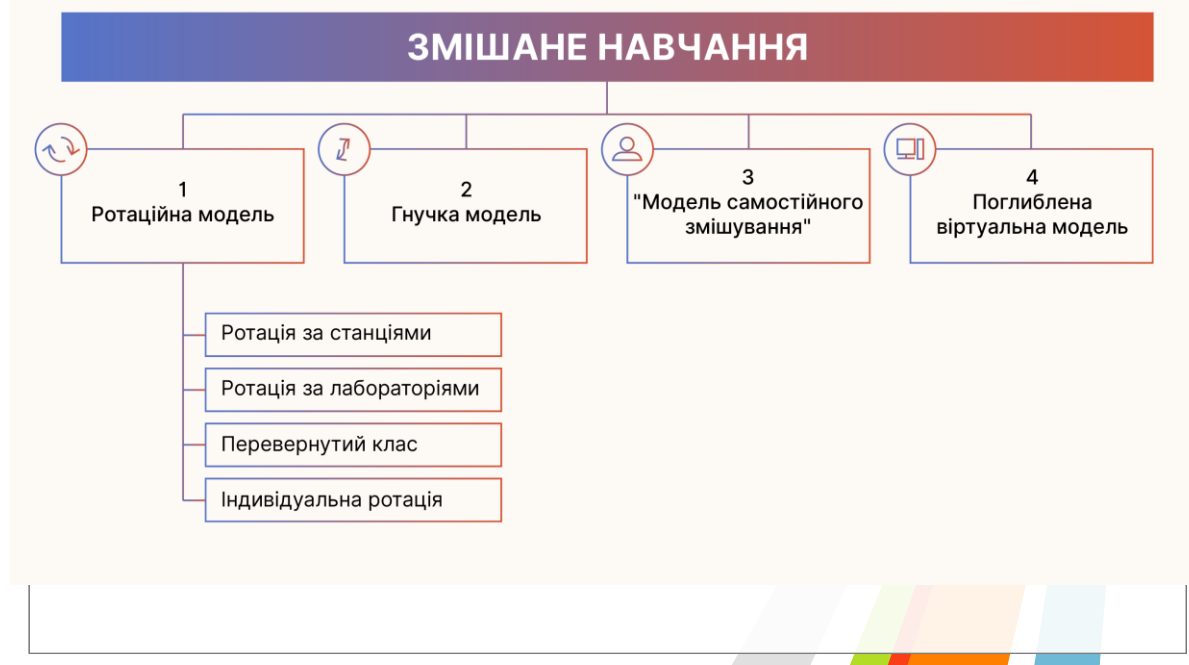 ЗМІШАНЕ НАВЧАННЯ
1
Ротаційна модель
2
Гнучка модель
3
"Модель самостійного
змішування"
4
Поглиблена
віртуальна модель
Ротація за станціями
Ротація за лабораторіями
Перевернутий клас
Індивідуальна ротація